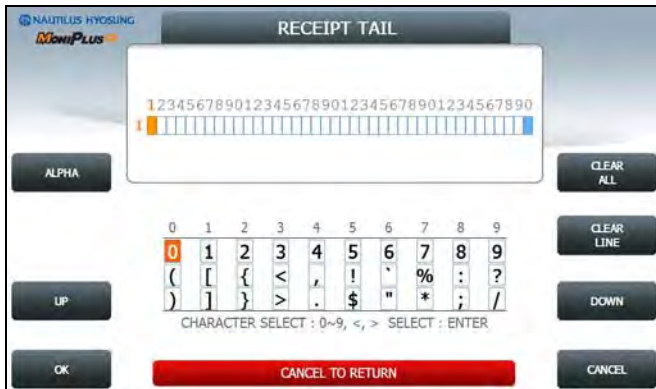 NAUTILUS HYOSUNG
MoniPlus
RECEIPT TAIL
1234567890123456789012345678901234567890
1
ALPHA
CLEAR ALL
0 1 2 3 4 5 6 7 8 9
0 1 2 3 4 5 6 7 8 9
( [ { < , ! ` % : ?
) ] } > . $ " * ; /
CLEAR LINE
UP
DOWN
CHARACTER SELECT : 0~9, <, > SELECT : ENTER
OK
CANCEL TO RETURN
CANCEL